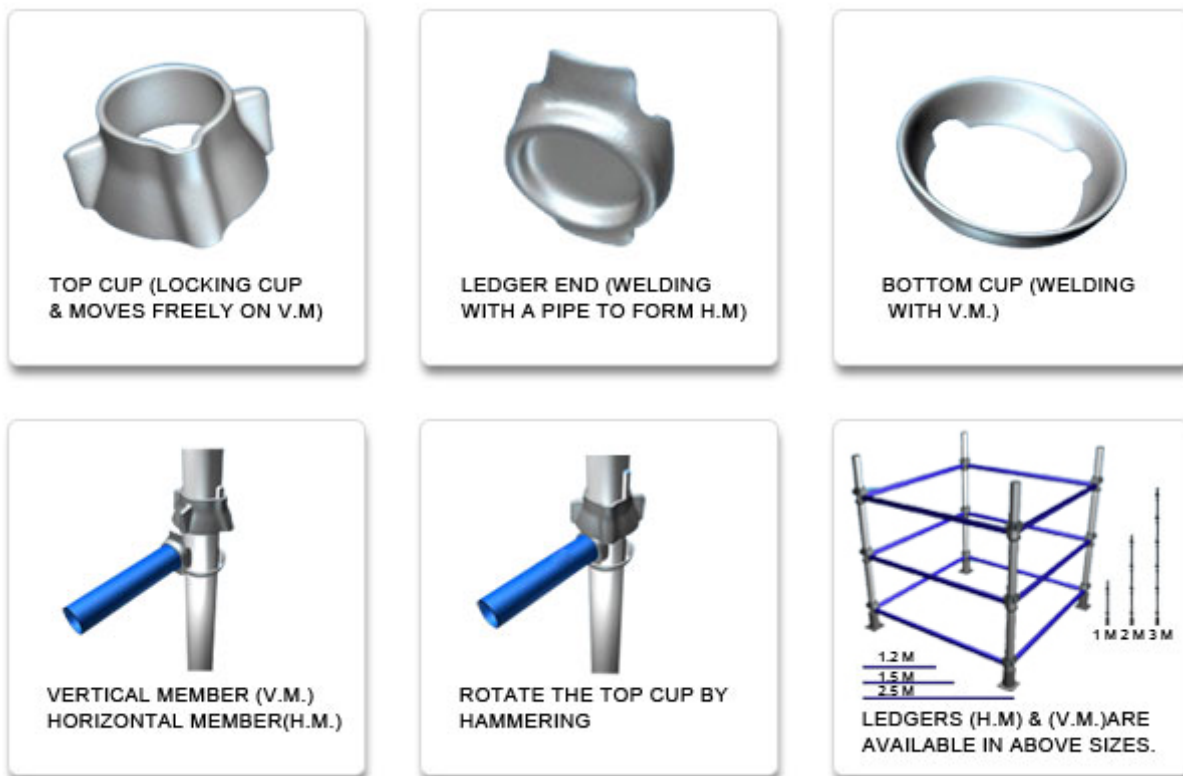 TOP CUP (LOCKING CUP
& MOVES FREELY ON V.M)
LEDGER END (WELDING
WITH A PIPE TO FORM H.M)
BOTTOM CUP (WELDING
WITH V.M.)
VERTICAL MEMBER (V.M.)
HORIZONTAL MEMBER(H.M.)
ROTATE THE TOP CUP BY
HAMMERING
1 M 2 M 3 M
1.2 M
1.5 M
2.5 M
LEDGERS (H.M) & (V.M.)ARE
AVAILABLE IN ABOVE SIZES.